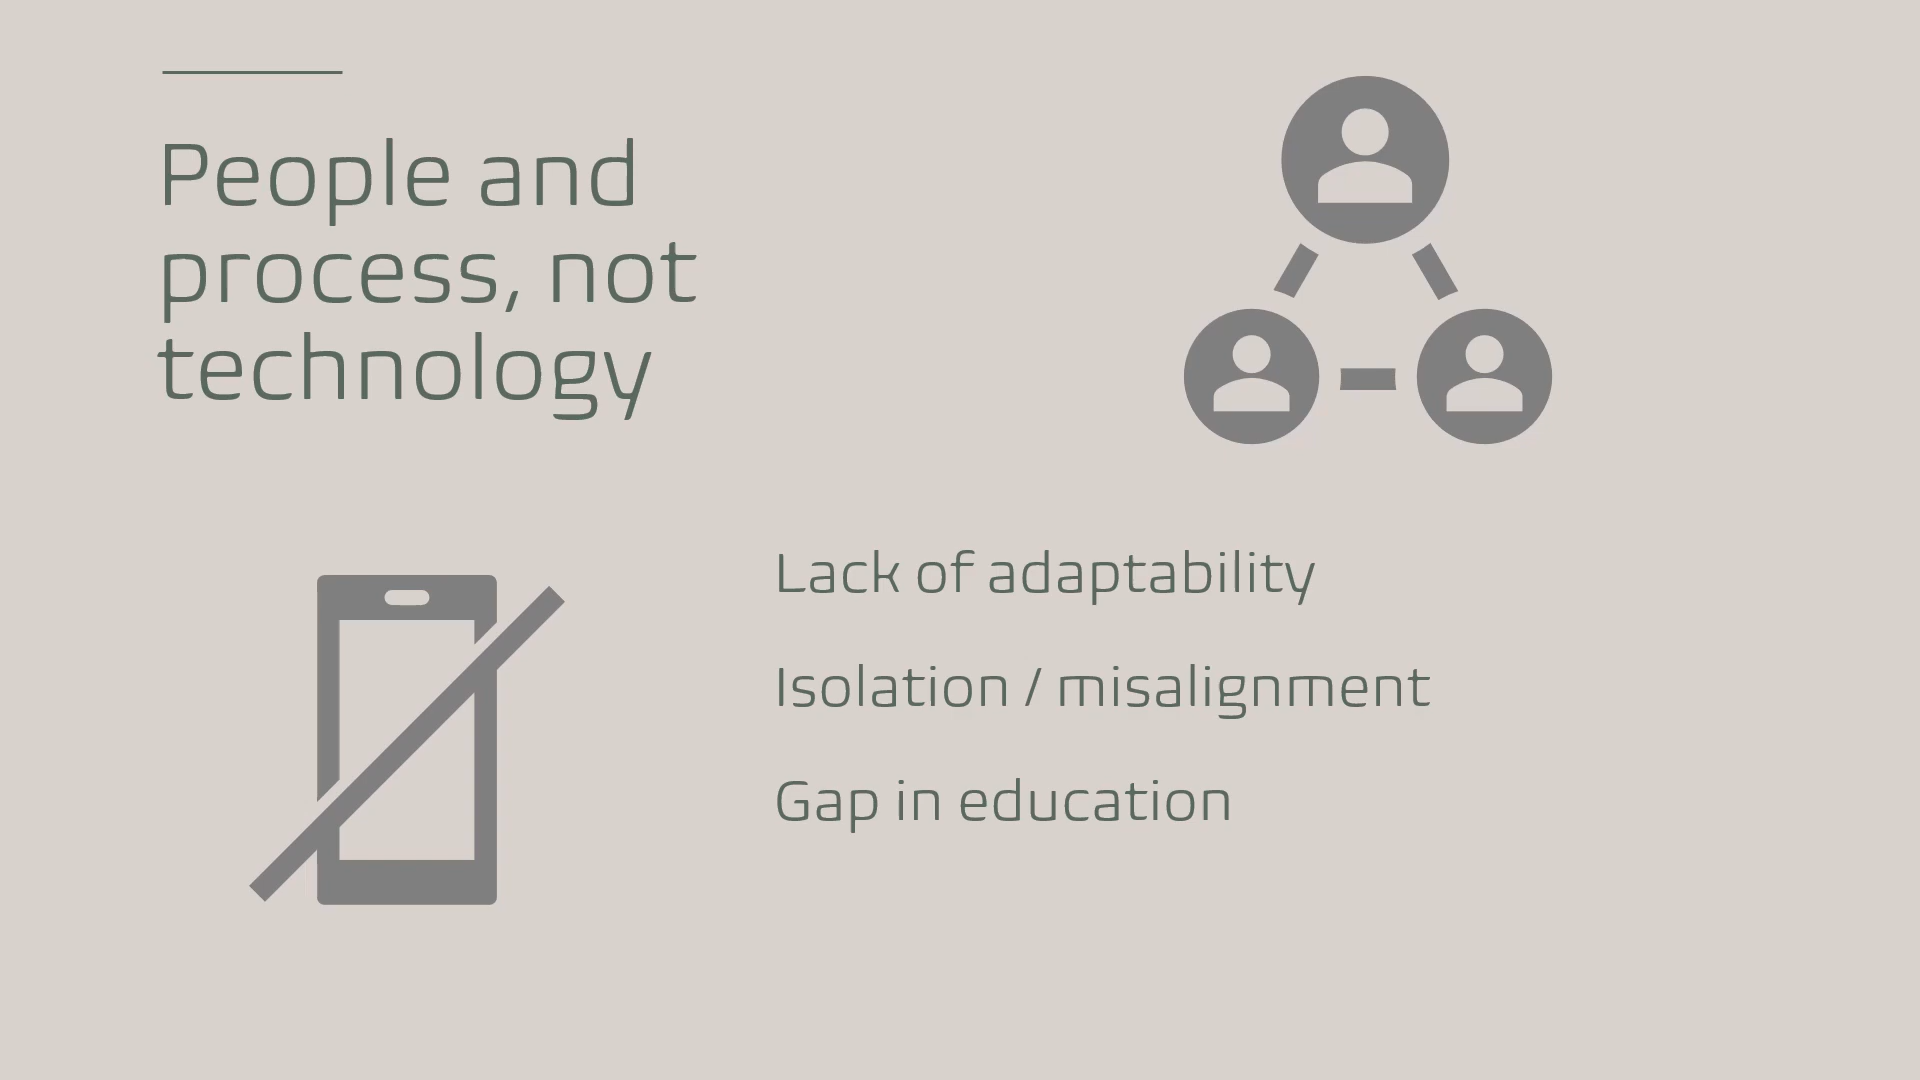 People and
process, not
technology
Lack of adaptability
Isolation / misalignment
Gap in education